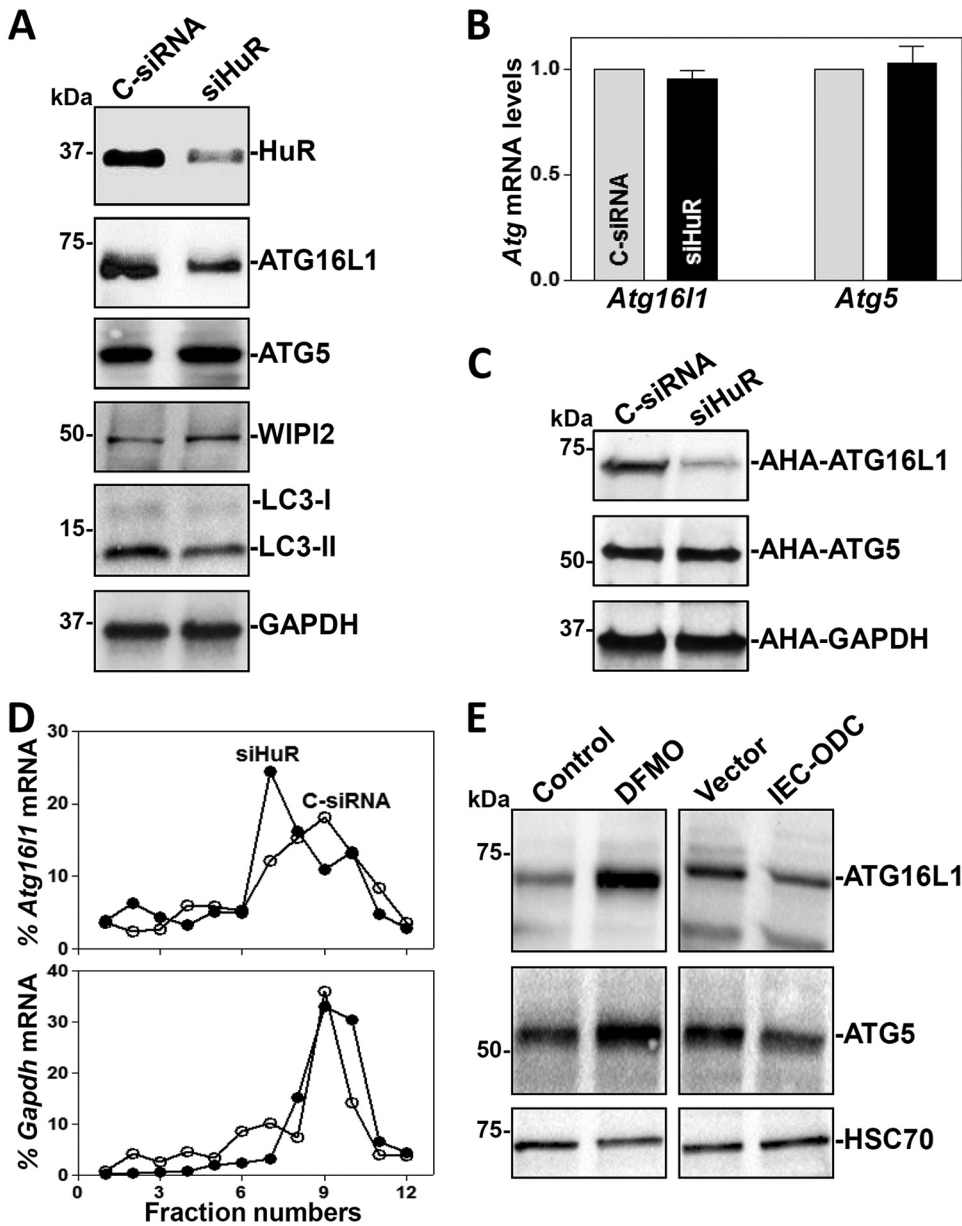 A
C-siRNA
siHuR
kDa
37-
-HuR
75-
-ATG16L1
-ATG5
50-
-WIPI2
-LC3-I
15-
-LC3-II
37-
-GAPDH
B
Atg mRNA levels
1.0
0.5
0.0
C-siRNA
siHuR
Atg16l1
Atg5
C
C-siRNA
siHuR
kDa
75-
-AHA-ATG16L1
50-
-AHA-ATG5
37-
-AHA-GAPDH
D
% Atg16l1 mRNA
30
20
10
0
siHuR
C-siRNA
% Gapdh mRNA
40
30
20
10
0
0
3
6
9
12
Fraction numbers
E
Control
DFMO
Vector
IEC-ODC
kDa
75-
-ATG16L1
50-
-ATG5
75-
-HSC70